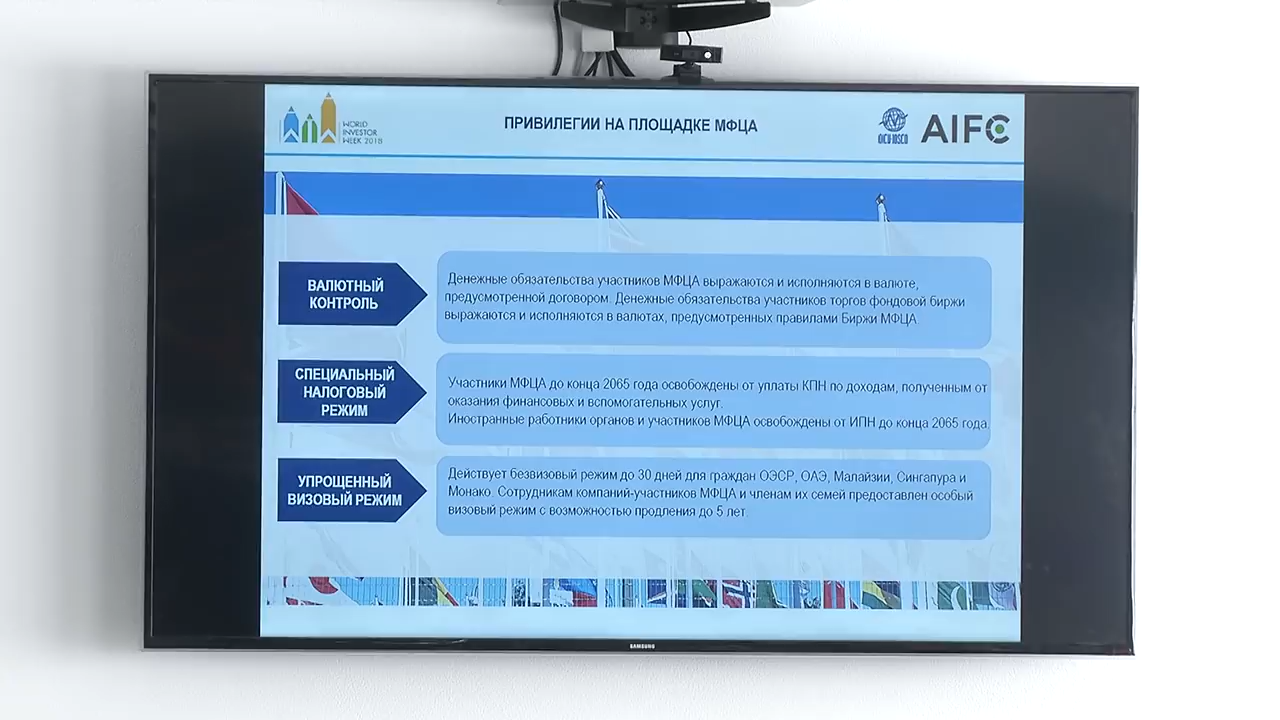 WORLD
INVESTOR
WEEK 2018
ПРИВИЛЕГИИ НА ПЛОЩАДКЕ МФЦА
OICU-IOSCO
AIFC
ВАЛЮТНЫЙ
КОНТРОЛЬ
Денежные обязательства участников МФЦА выражаются и исполняются в валюте,
предусмотренной договором. Денежные обязательства участников торгов фондовой биржи
выражаются и исполняются в валютах, предусмотренных правилами Биржи МФЦА.
СПЕЦИАЛЬНЫЙ
НАЛОГОВЫЙ
РЕЖИМ
Участники МФЦА до конца 2065 года освобождены от уплаты КПН по доходам, полученным от
оказания финансовых и вспомогательных услуг.
Иностранные работники органов и участников МФЦА освобождены от ИПН до конца 2065 года.
УПРОЩЕННЫЙ
ВИЗОВЫЙ РЕЖИМ
Действует безвизовый режим до 30 дней для граждан ОЭСР, ОАЭ, Малайзии, Сингапура и
Монако. Сотрудникам компаний-участников МФЦА и членам их семей предоставлен особый
визовый режим с возможностью продления до 5 лет.
SAMSUNG